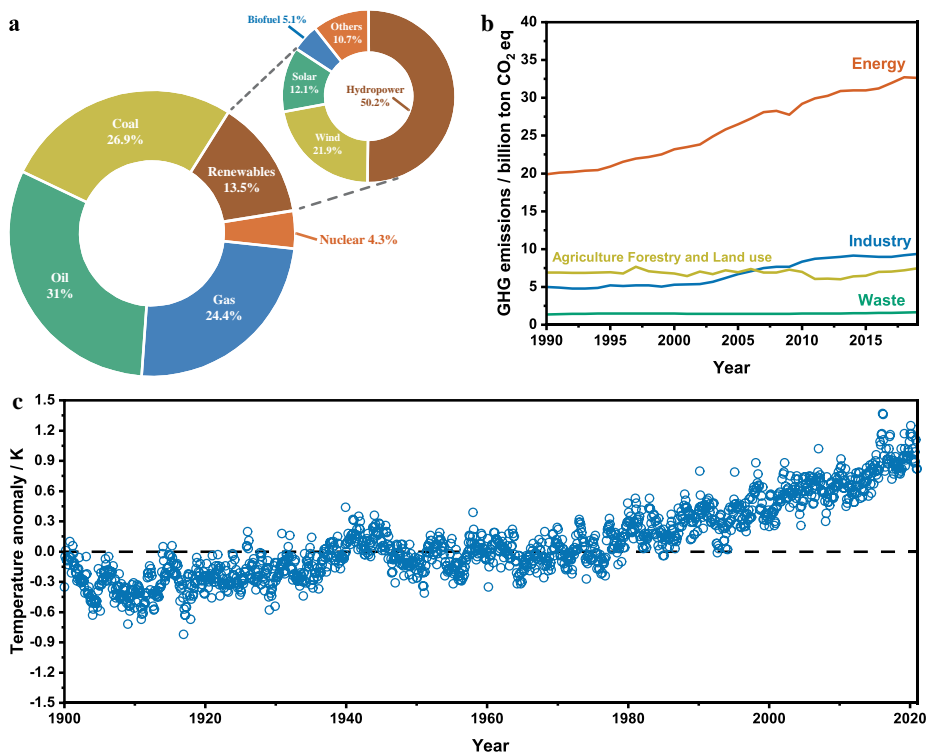 a
Biofuel 5.1%
Others
10.7%
Solar
12.1%
Hydropower
50.2%
Wind
21.9%
Coal
26.9%
Renewables
13.5%
Nuclear 4.3%
Oil
31%
Gas
24.4%
b
GHG emissions / billion ton CO₂ eq
40
35
30
25
20
15
10
5
0
Energy
Industry
Agriculture Forestry and Land use
Waste
1990 1995 2000 2005 2010 2015
Year
c
Temperature anomaly / K
1.5
1.2
0.9
0.6
0.3
0.0
-0.3
-0.6
-0.9
-1.2
-1.5
1900 1920 1940 1960 1980 2000 2020
Year